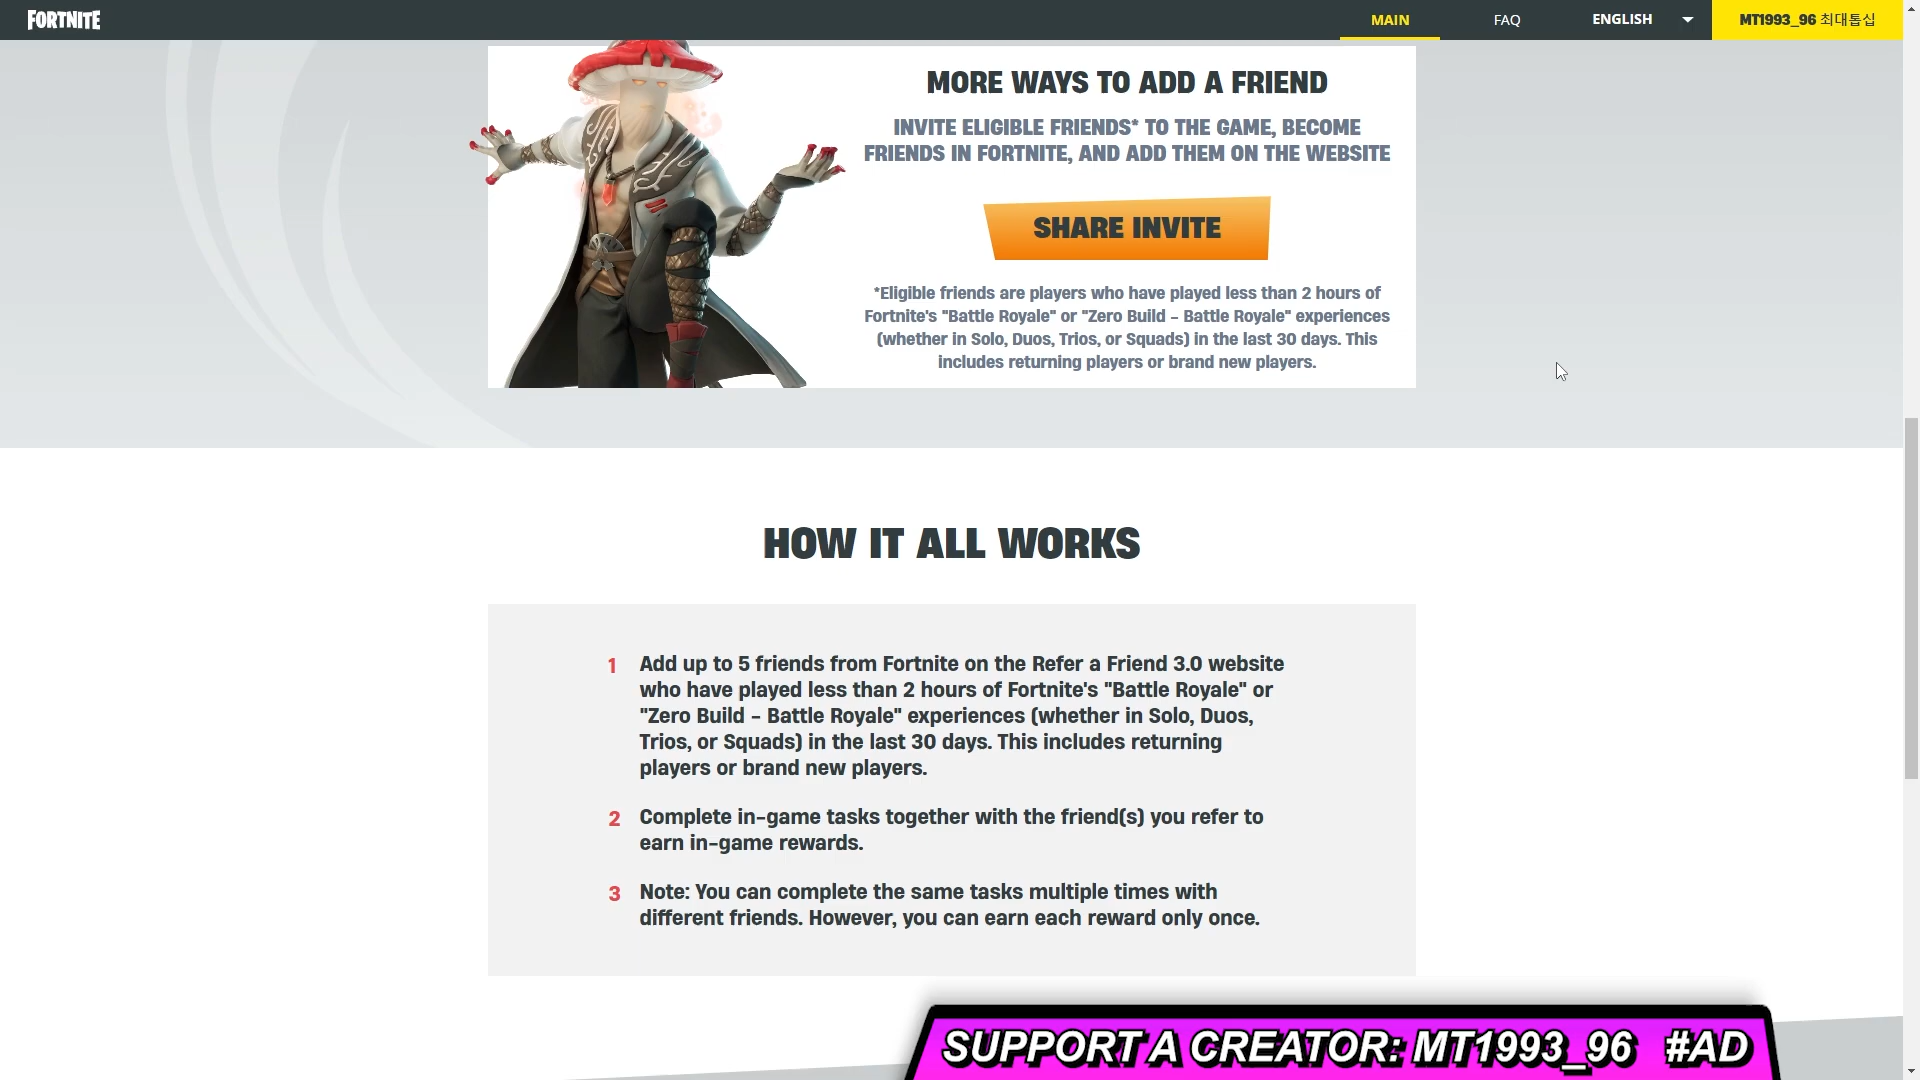 FORTNITE
MAIN
FAQ
ENGLISH
MT1993_96 최대톱십
MORE WAYS TO ADD A FRIEND
INVITE ELIGIBLE FRIENDS* TO THE GAME, BECOME
FRIENDS IN FORTNITE, AND ADD THEM ON THE WEBSITE
SHARE INVITE
*Eligible friends are players who have played less than 2 hours of
Fortnite's "Battle Royale" or "Zero Build - Battle Royale" experiences
(whether in Solo, Duos, Trios, or Squads) in the last 30 days. This
includes returning players or brand new players.
HOW IT ALL WORKS
1 Add up to 5 friends from Fortnite on the Refer a Friend 3.0 website
who have played less than 2 hours of Fortnite's "Battle Royale" or
"Zero Build - Battle Royale" experiences (whether in Solo, Duos,
Trios, or Squads) in the last 30 days. This includes returning
players or brand new players.
2 Complete in-game tasks together with the friend(s) you refer to
earn in-game rewards.
3 Note: You can complete the same tasks multiple times with
different friends. However, you can earn each reward only once.
SUPPORT A CREATOR: MT1993_96 #AD